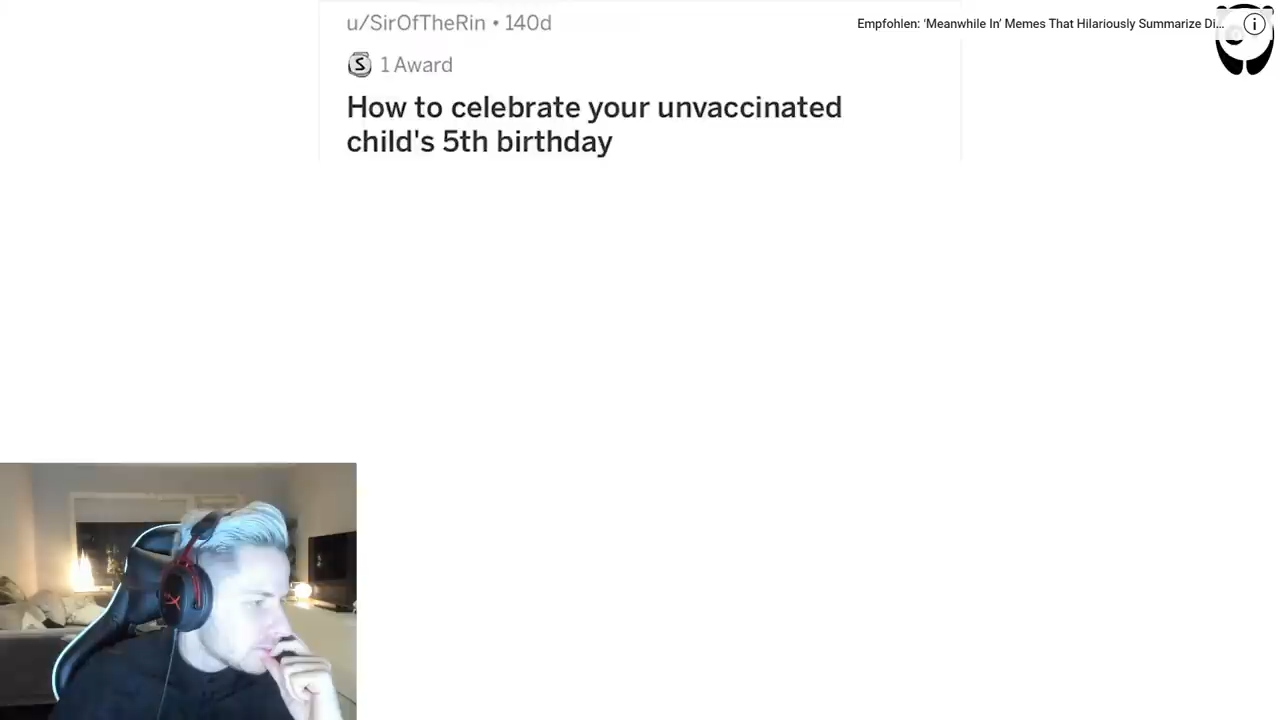 u/SirOfTheRin • 140d
Empfohlen: ‘Meanwhile In’ Memes That Hilariously Summarize Di...
1 Award
How to celebrate your unvaccinated
child's 5th birthday